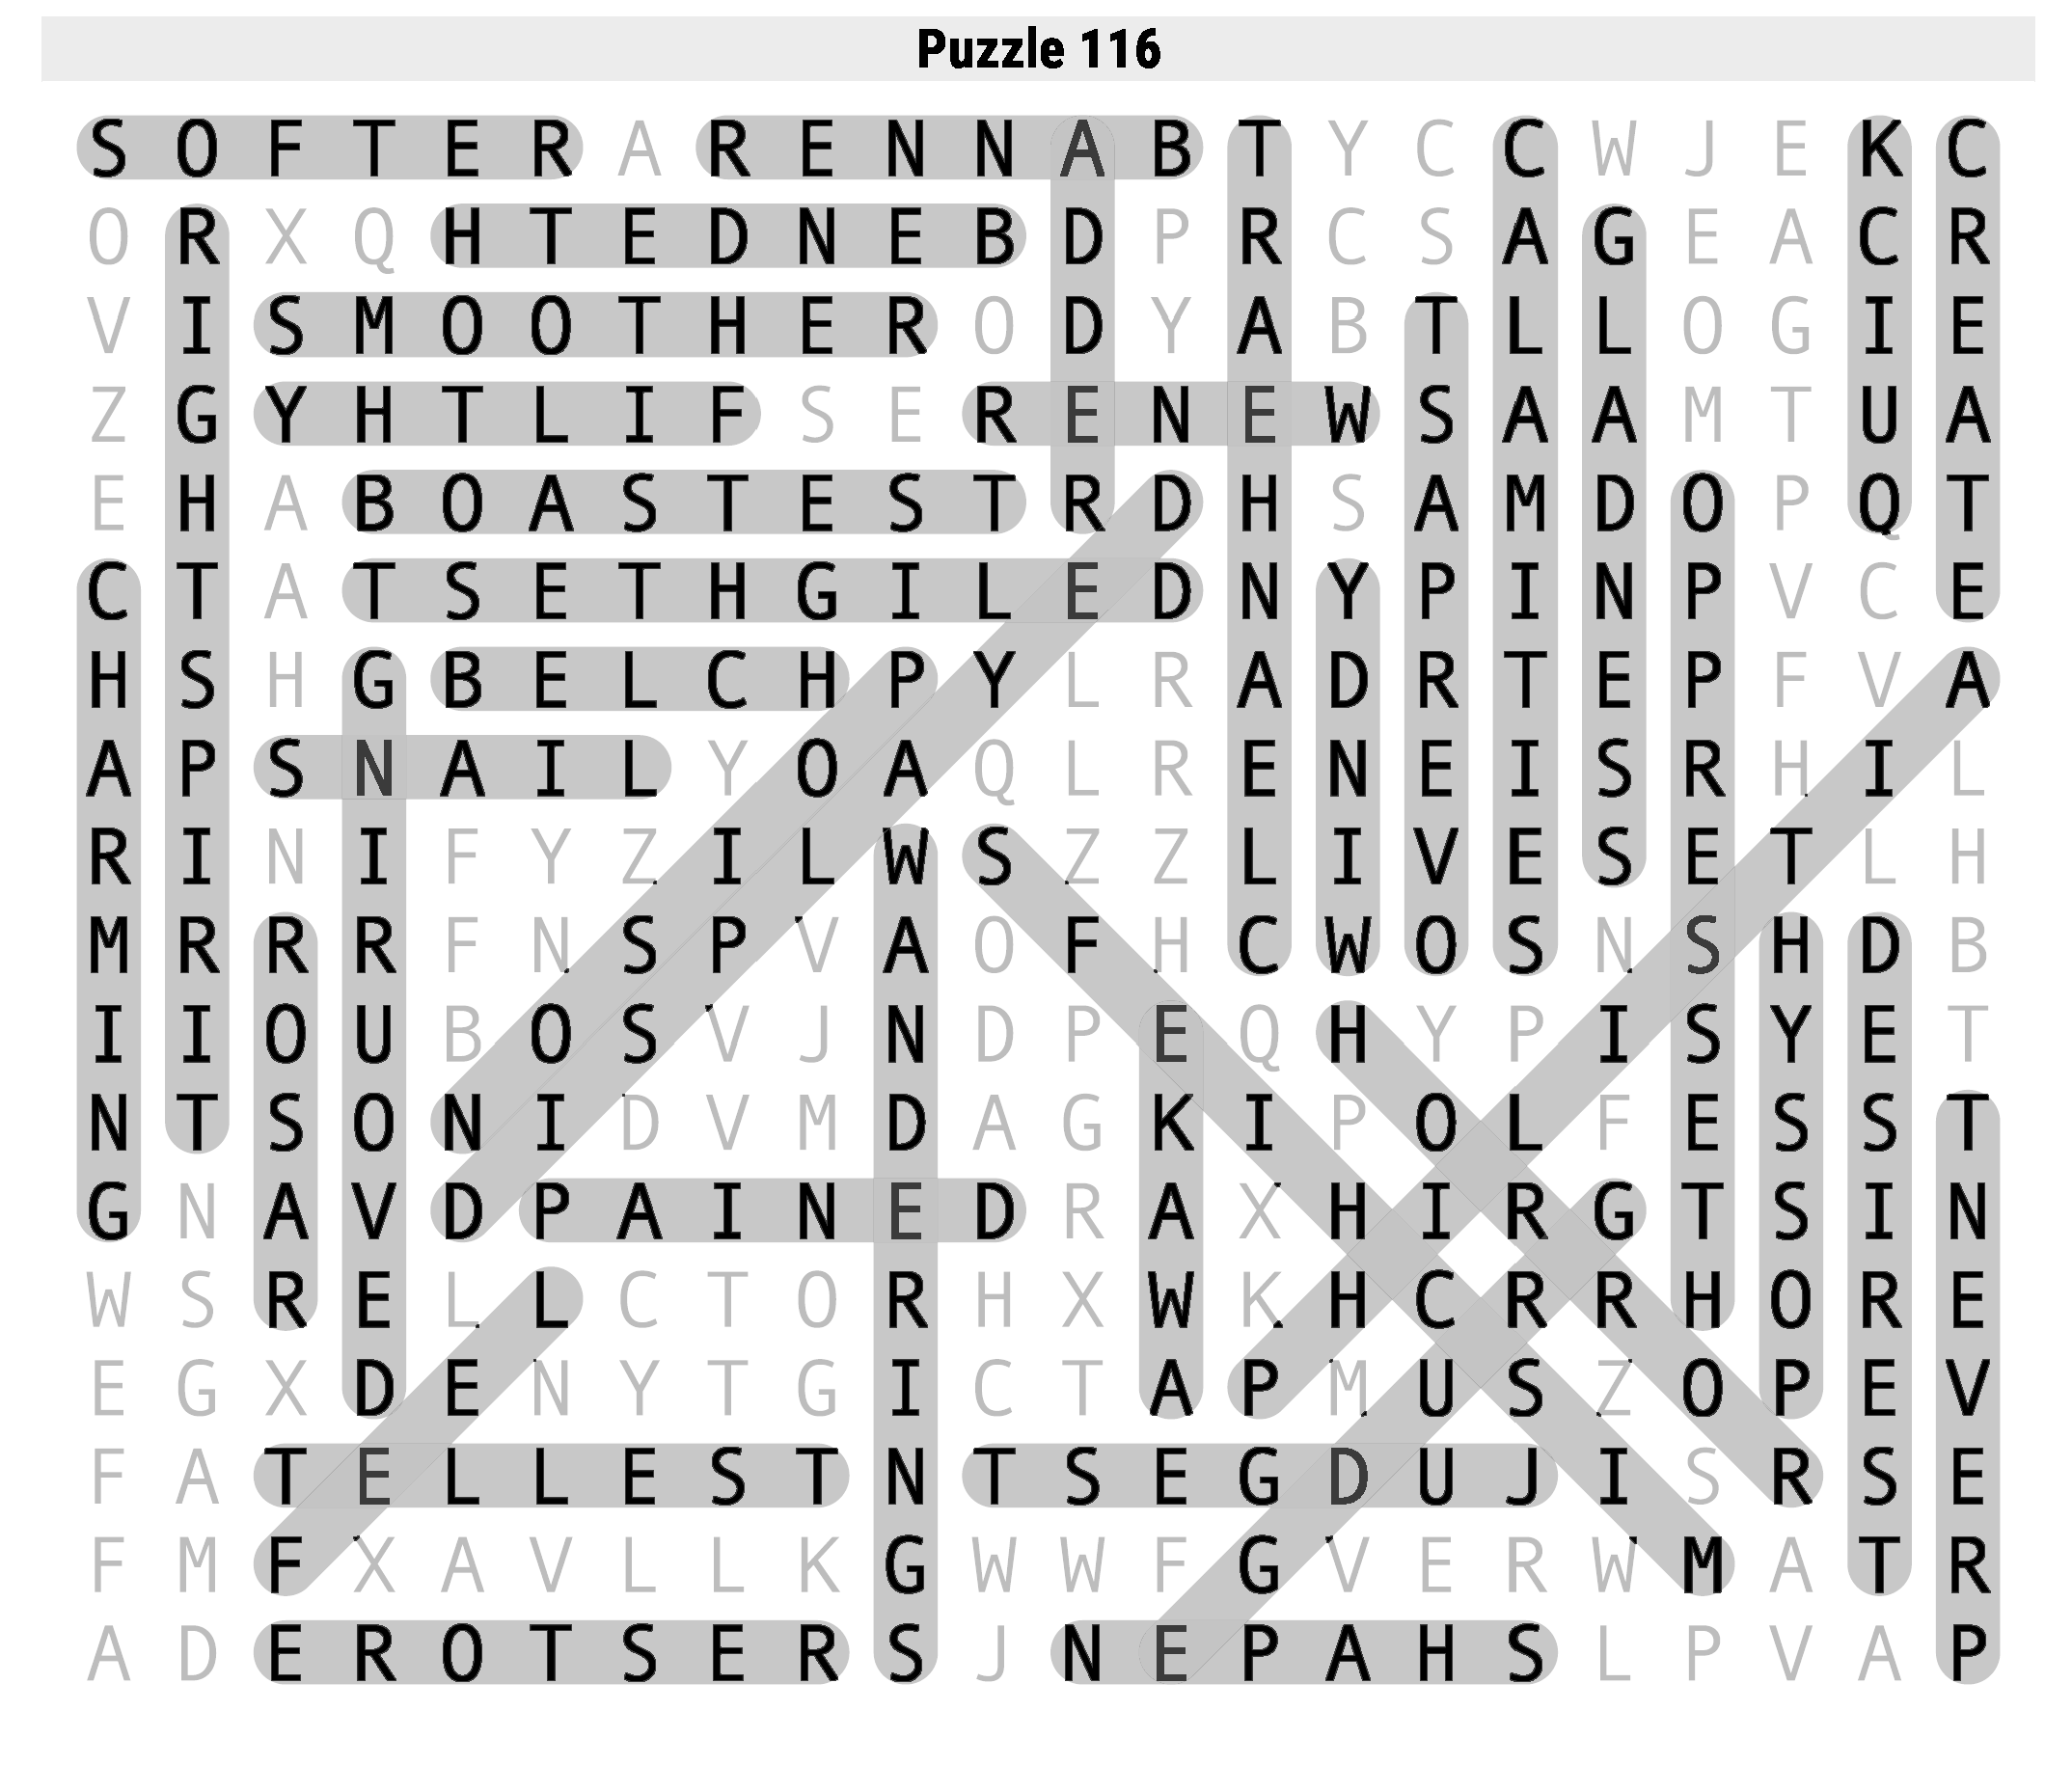 Puzzle 116
S O F T E R A R E N N A B T Y C C W J E K C
O R X Q H T E D N E B D P R C S A G E A C R
V I S M O O T H E R O D Y A B T L L O G I E
Z G Y H T L I F S E R E N E W S A A M T U A
E H A B O A S T E S T R D H S A M D O P Q T
C T A T S E T H G I L E D N Y P I N P V C E
H S H G B E L C H P Y L R A D R T E P F V A
A P S N A I L Y O A Q L R E N E I S R H I L
R I N I F Y Z I L W S Z Z L I V E S E T L H
M R R R F N S P V A O F H C W O S N S H D B
I I O U B O S V J N D P E Q H Y P I S Y E T
N T S O N I D V M D A G K I P O L F E S S T
G N A V D P A I N E D R A X H I R G T S I N
W S R E L L C T O R H X W K H C R R H O R E
E G X D E N Y T G I C T A P M U S Z O P E V
F A T E L L E S T N T S E G D U J I S R S E
F M F X A V L L K G W W F G V E R W M A T R
A D E R O T S E R S J N E P A H S L P V A P